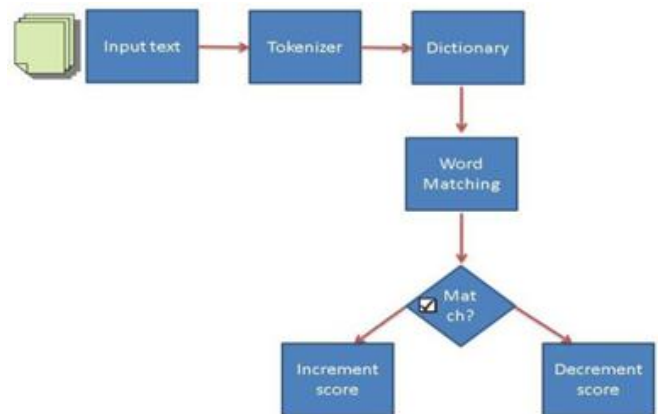 Input text
Tokenizer
Dictionary
Word
Matching
Mat
ch?
Increment
score
Decrement
score